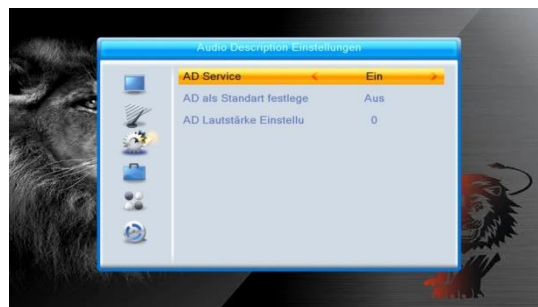 Audio Description Einstellungen
AD Service < Ein >
AD als Standart festlege Aus
AD Lautstärke Einstellu 0